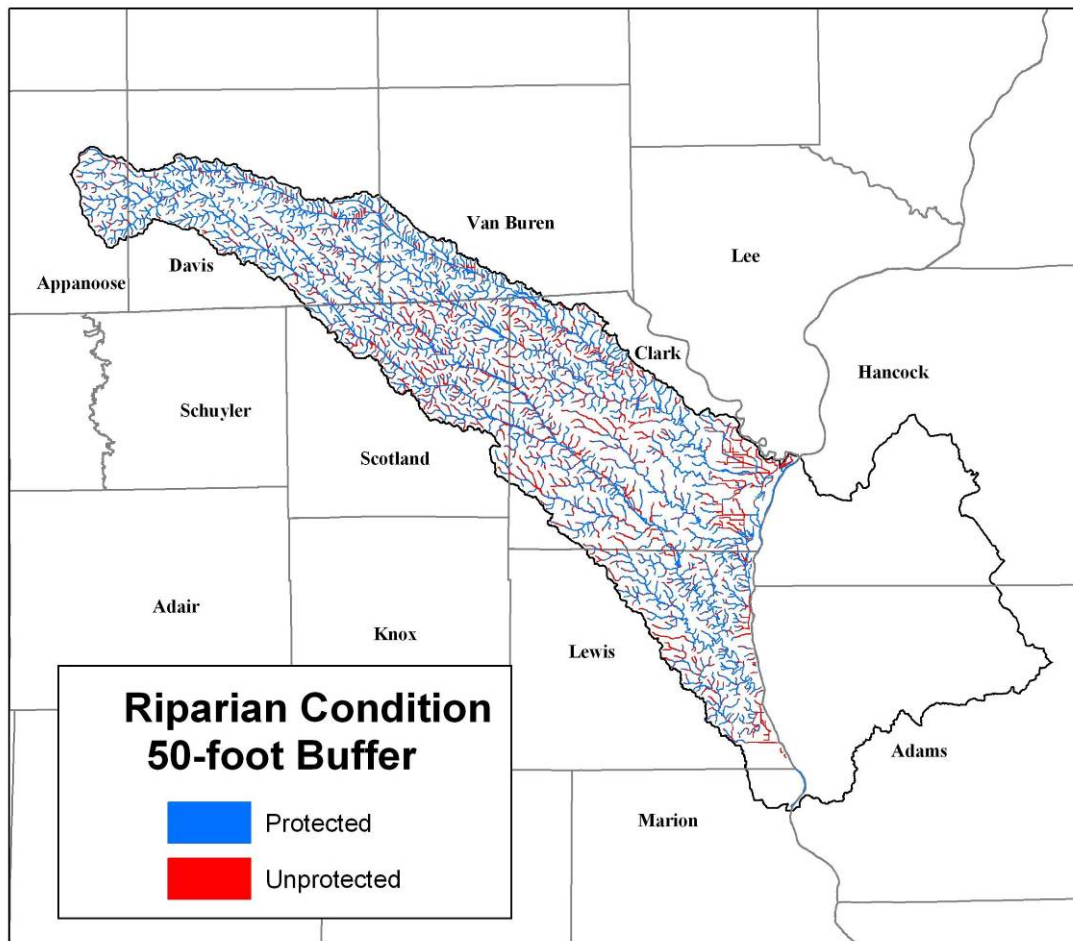 Van Buren
Lee
Davis
Appanoose
Clark
Hancock
Schuyler
Scotland
Adair
Knox
Lewis
Adams
Marion
Riparian Condition
50-foot Buffer
Protected
Unprotected